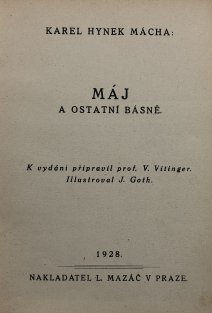 KAREL HYNEK MÁCHA:
MÁJ
A OSTATNÍ BÁSNĚ.
K vydání připravil prof. V. Vitinger.
Illustroval J. Goth.
1928.
NAKLADATEL L. MAZÁČ V PRAZE.